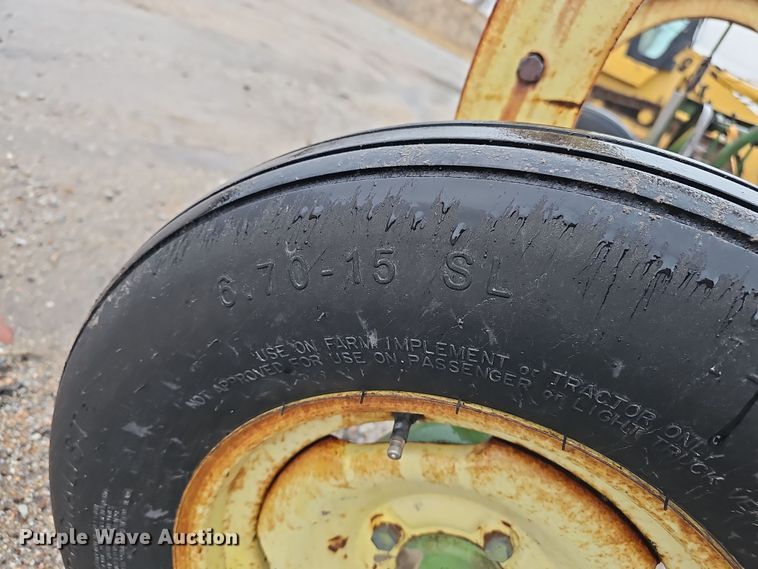 6.70-15 SL
USE ON FARM IMPLEMENT or TRACTOR ONLY
NOT APPROVED FOR USE ON PASSENGER or LIGHT TRUCK
Purple Wave Auction